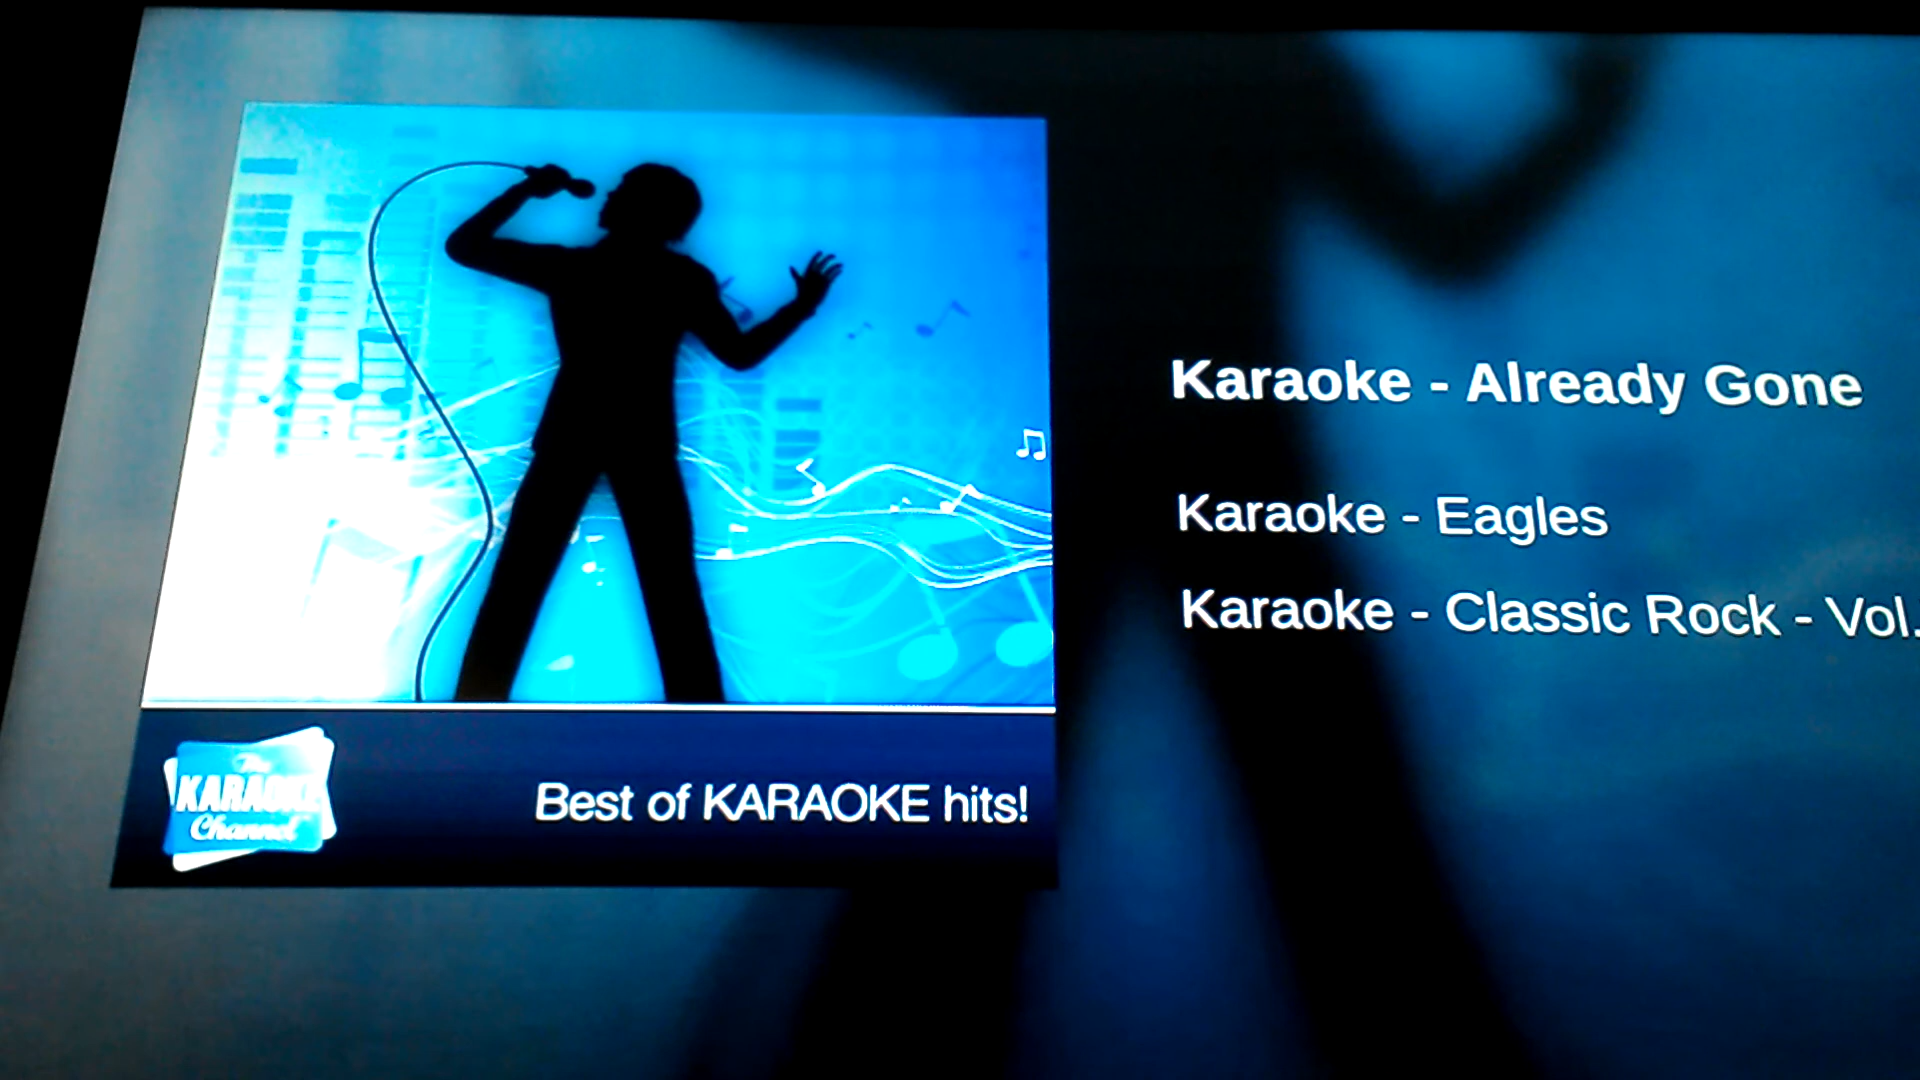 Karaoke - Already Gone
Karaoke - Eagles
Karaoke - Classic Rock - Vol.
The
KARAOKE
Channel
Best of KARAOKE hits!